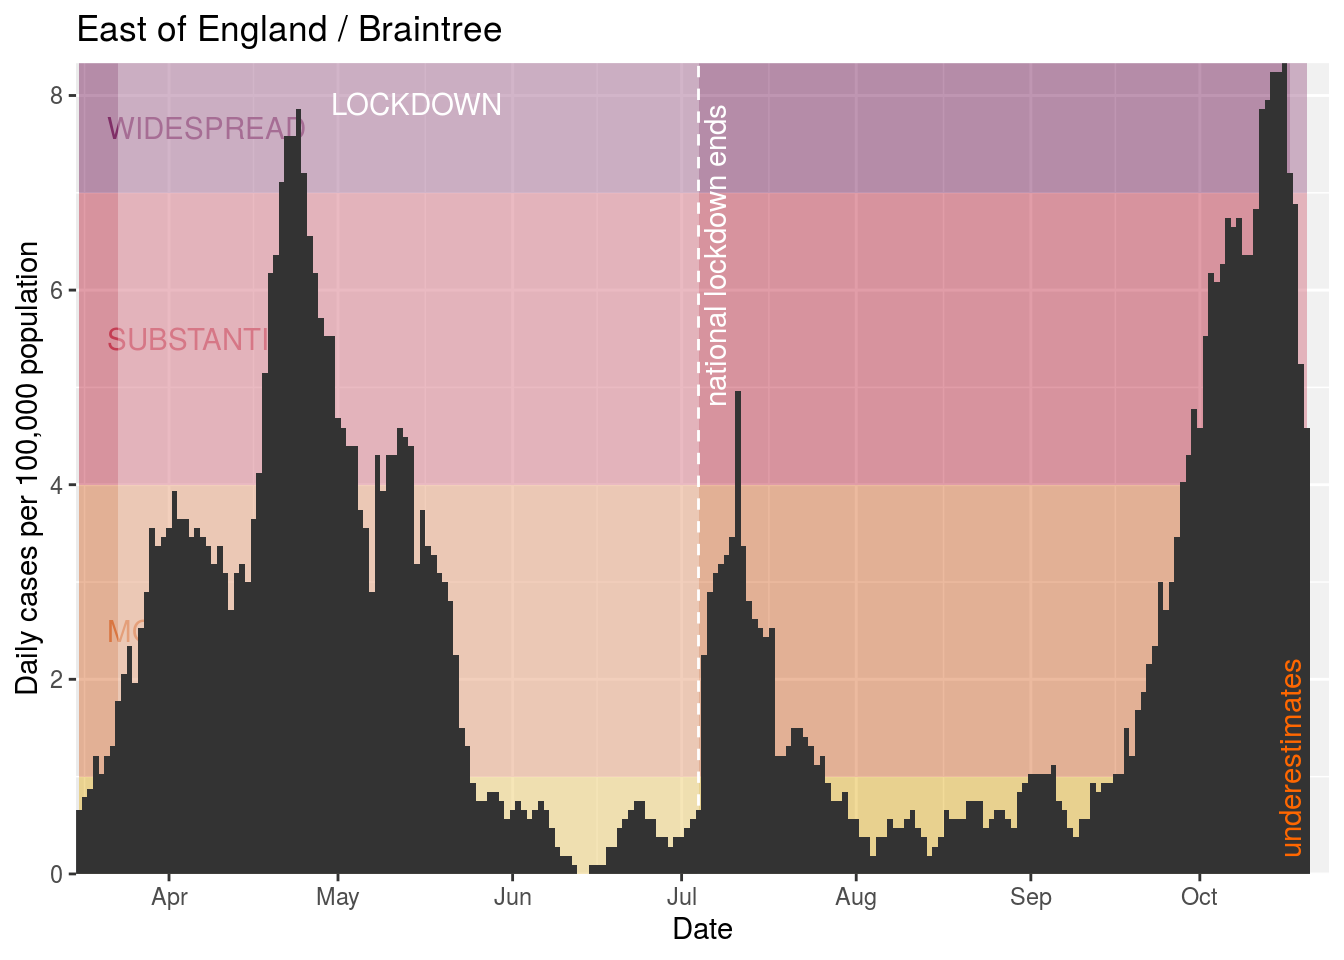 East of England / Braintree
LOCKDOWN
WIDESPREAD
national lockdown ends
SUBSTANTI
MO
underestimates
Daily cases per 100,000 population
8
6
4
2
0
Apr May Jun Jul Aug Sep Oct
Date